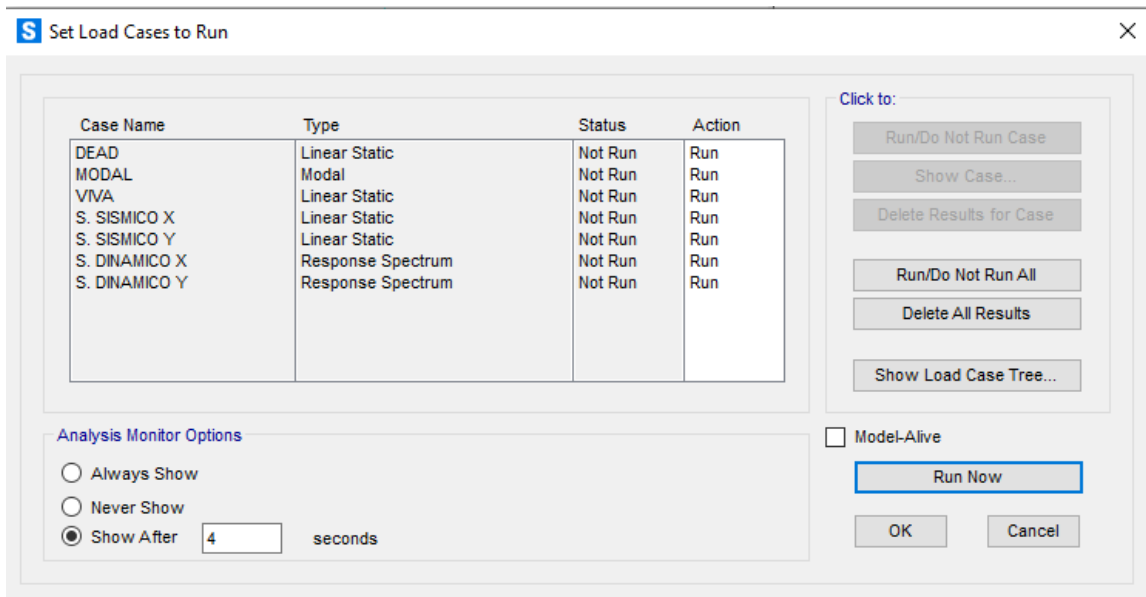 S Set Load Cases to Run
Click to:
Case Name Type Status Action
DEAD Linear Static Not Run Run
MODAL Modal Not Run Run
VIVA Linear Static Not Run Run
S. SISMICO X Linear Static Not Run Run
S. SISMICO Y Linear Static Not Run Run
S. DINAMICO X Response Spectrum Not Run Run
S. DINAMICO Y Response Spectrum Not Run Run
Run/Do Not Run Case
Show Case...
Delete Results for Case
Run/Do Not Run All
Delete All Results
Show Load Case Tree...
Analysis Monitor Options
Always Show
Never Show
Show After 4 seconds
Model-Alive
Run Now
OK Cancel